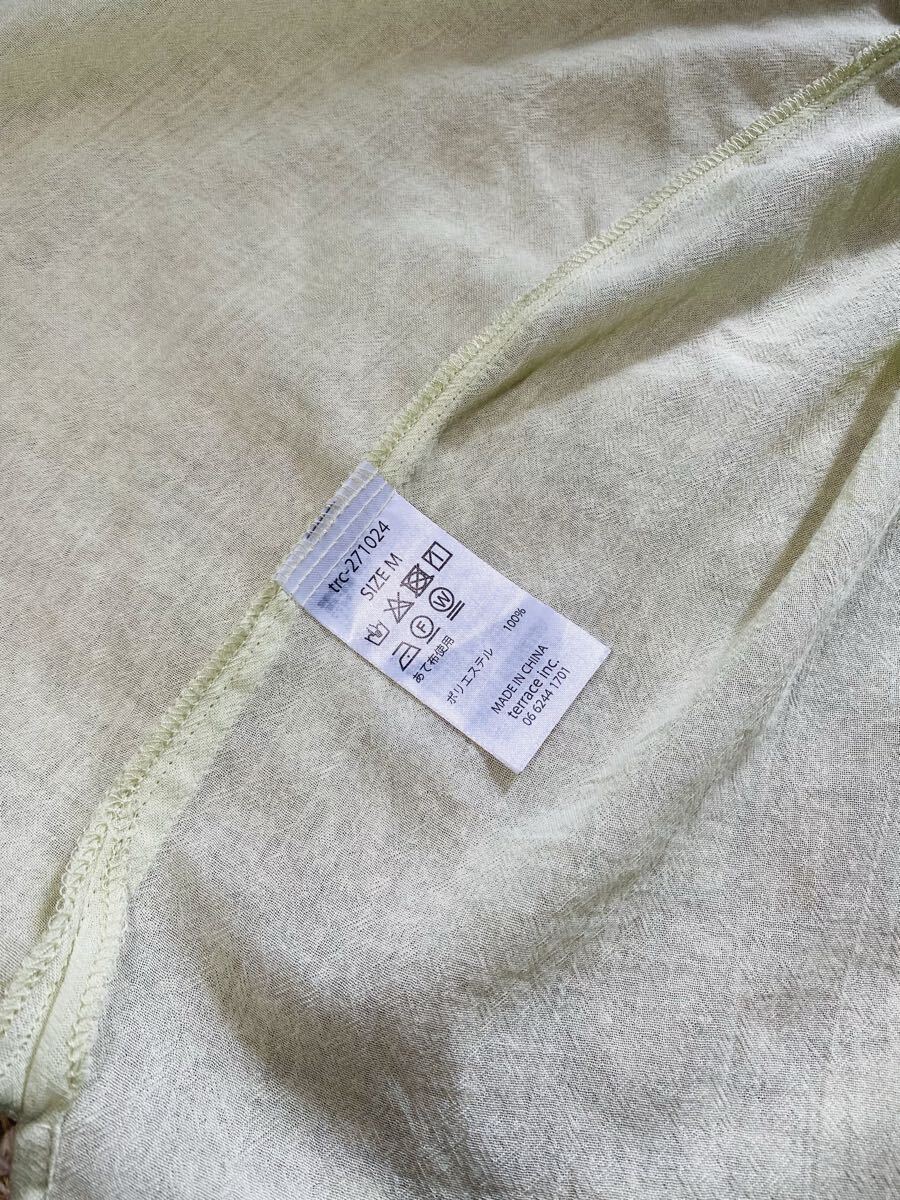 trc-271024
SIZE M
F W
あて布使用
ポリエステル 100%
MADE IN CHINA
terrace inc.
06 6244 1701